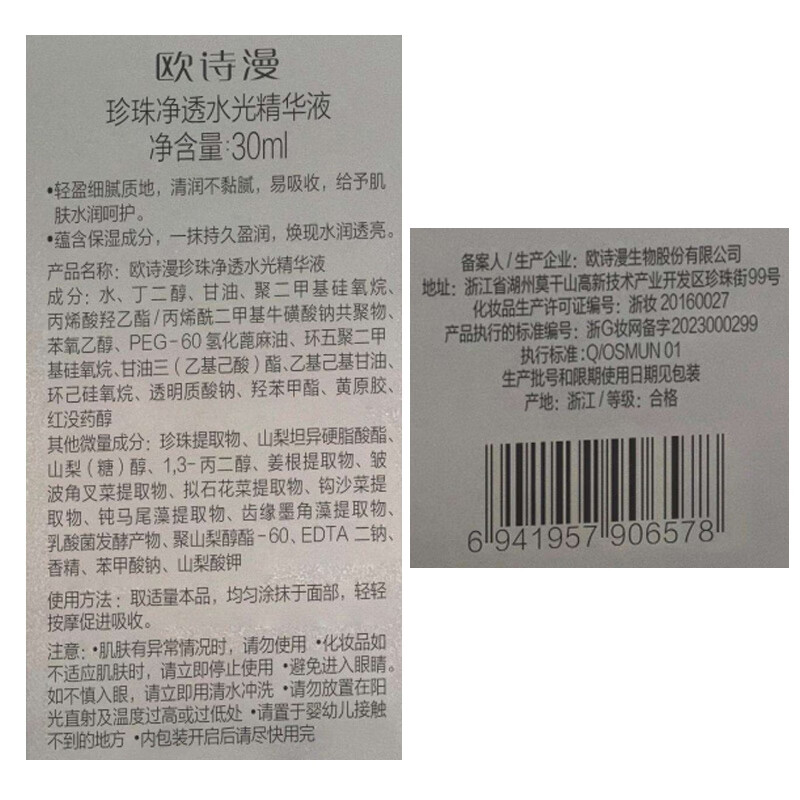 欧诗漫
珍珠净透水光精华液
净含量:30ml
•轻盈细腻质地，清润不黏腻，易吸收，给予肌
肤水润呵护。
•蕴含保湿成分，一抹持久盈润，焕现水润透亮。
产品名称：欧诗漫珍珠净透水光精华液
成分：水、丁二醇、甘油、聚二甲基硅氧烷、
丙烯酸羟乙酯/丙烯酰二甲基牛磺酸钠共聚物、
苯氧乙醇、PEG-60 氢化蓖麻油、环五聚二甲
基硅氧烷、甘油三（乙基己酸）酯、乙基己基甘油、
环己硅氧烷、透明质酸钠、羟苯甲酯、黄原胶、
红没药醇
其他微量成分：珍珠提取物、山梨坦异硬脂酸酯、
山梨（糖）醇、1,3-丙二醇、姜根提取物、皱
波角叉菜提取物、拟石花菜提取物、钩沙菜提
取物、钝马尾藻提取物、齿缘墨角藻提取物、
乳酸菌发酵产物、聚山梨醇酯-60、EDTA 二钠、
香精、苯甲酸钠、山梨酸钾
使用方法：取适量本品，均匀涂抹于面部，轻轻
按摩促进吸收。
注意：•肌肤有异常情况时，请勿使用 •化妆品如
不适应肌肤时，请立即停止使用 •避免进入眼睛。
如不慎入眼，请立即用清水冲洗 •请勿放置在阳
光直射及温度过高或过低处 •请置于婴幼儿接触
不到的地方 •内包装开启后请尽快用完
备案人/生产企业：欧诗漫生物股份有限公司
地址：浙江省湖州莫干山高新技术产业开发区珍珠街99号
化妆品生产许可证编号：浙妆 20160027
产品执行的标准编号：浙G妆网备字2023000299
执行标准:Q/OSMUN 01
生产批号和限期使用日期见包装
产地：浙江/等级：合格
6 941957 906578